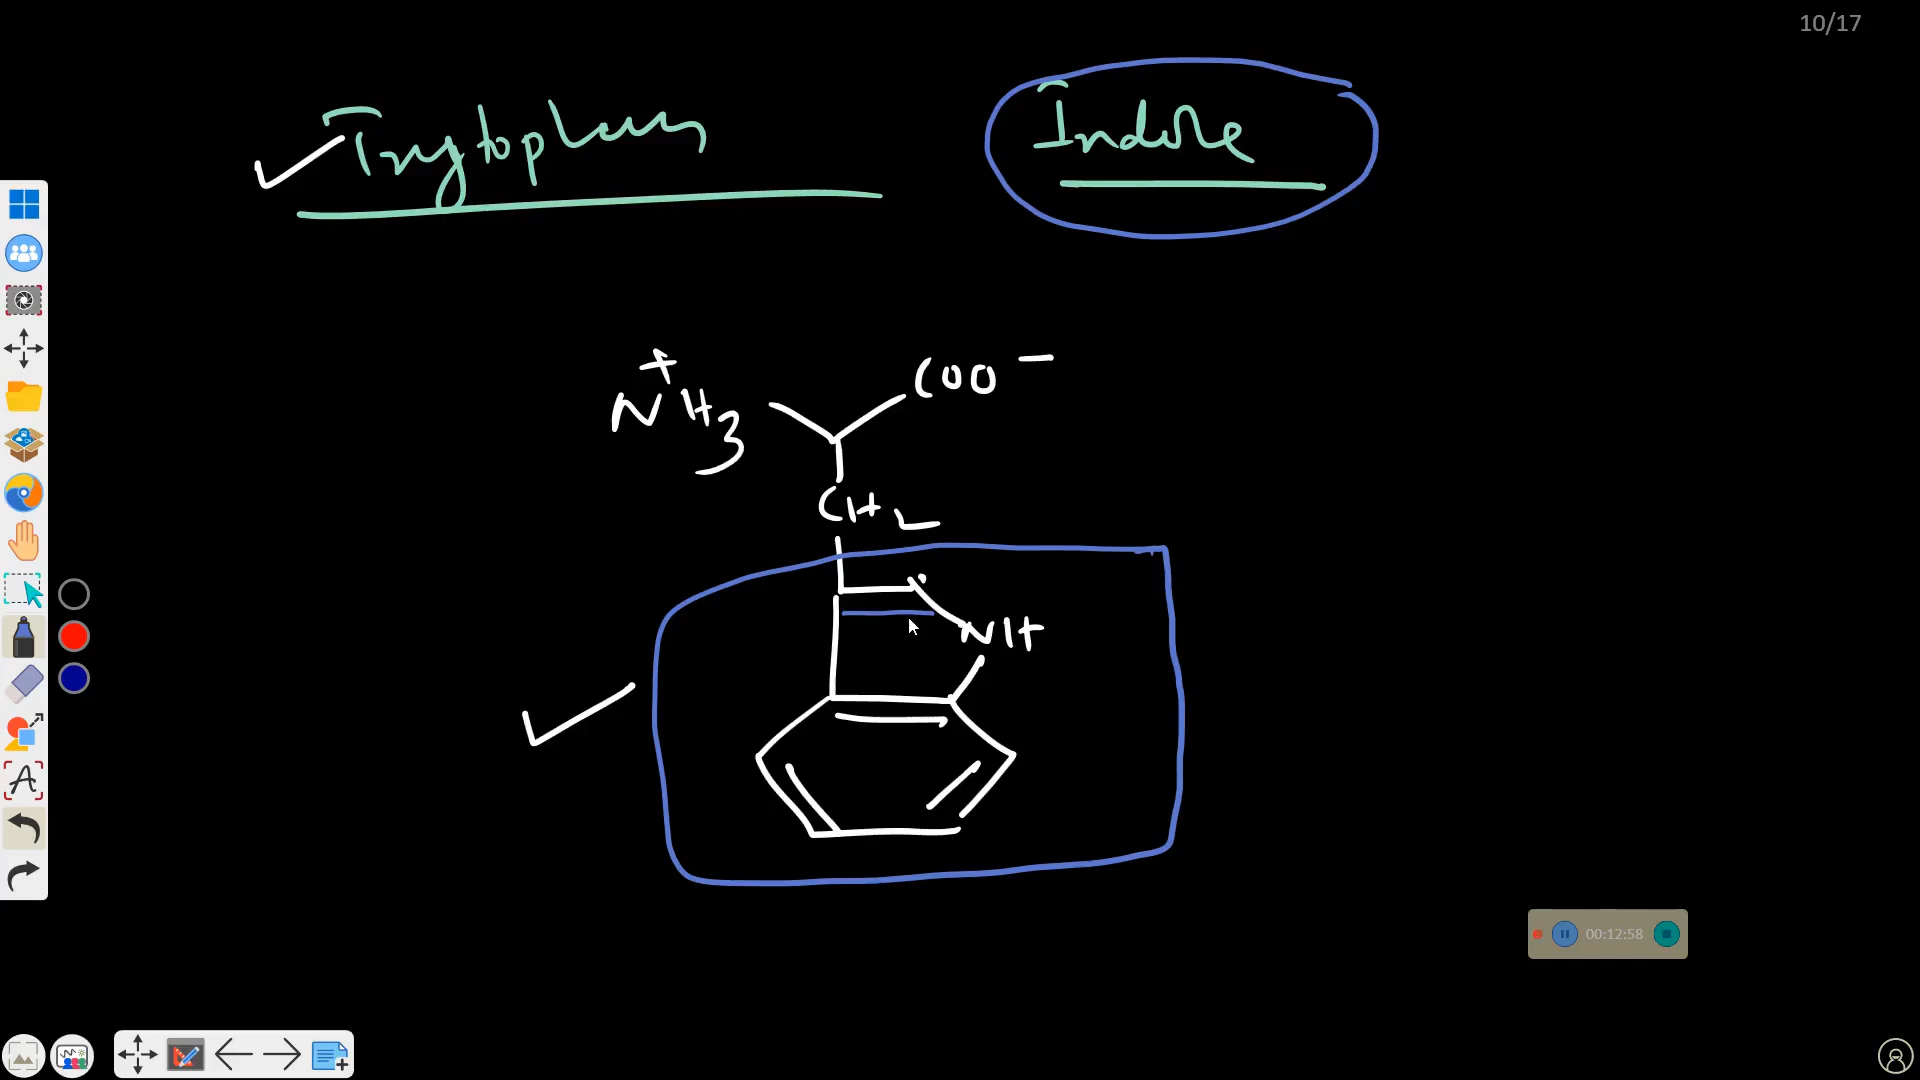 10/17
Tryptophan Indole
+
NH3 COO−
CH2
NH
00:12:58